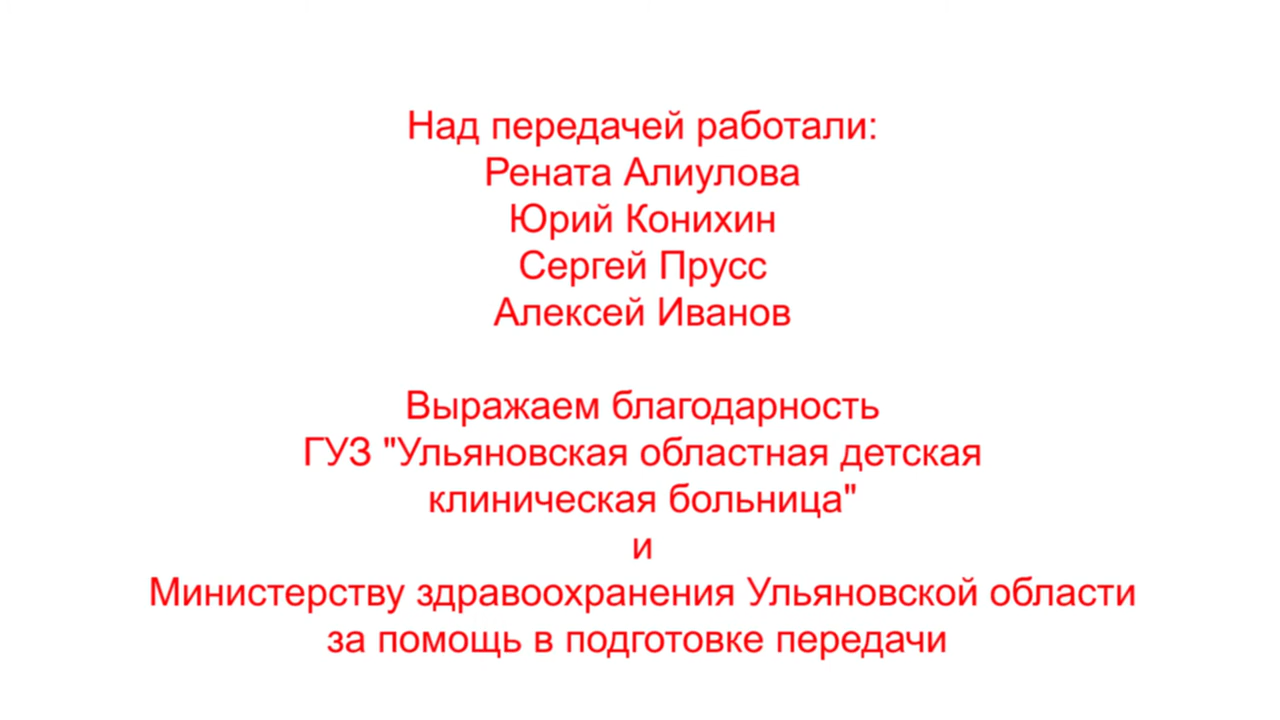 Над передачей работали:
Рената Алиулова
Юрий Конихин
Сергей Прусс
Алексей Иванов
Выражаем благодарность
ГУЗ "Ульяновская областная детская
клиническая больница"
и
Министерству здравоохранения Ульяновской области
за помощь в подготовке передачи